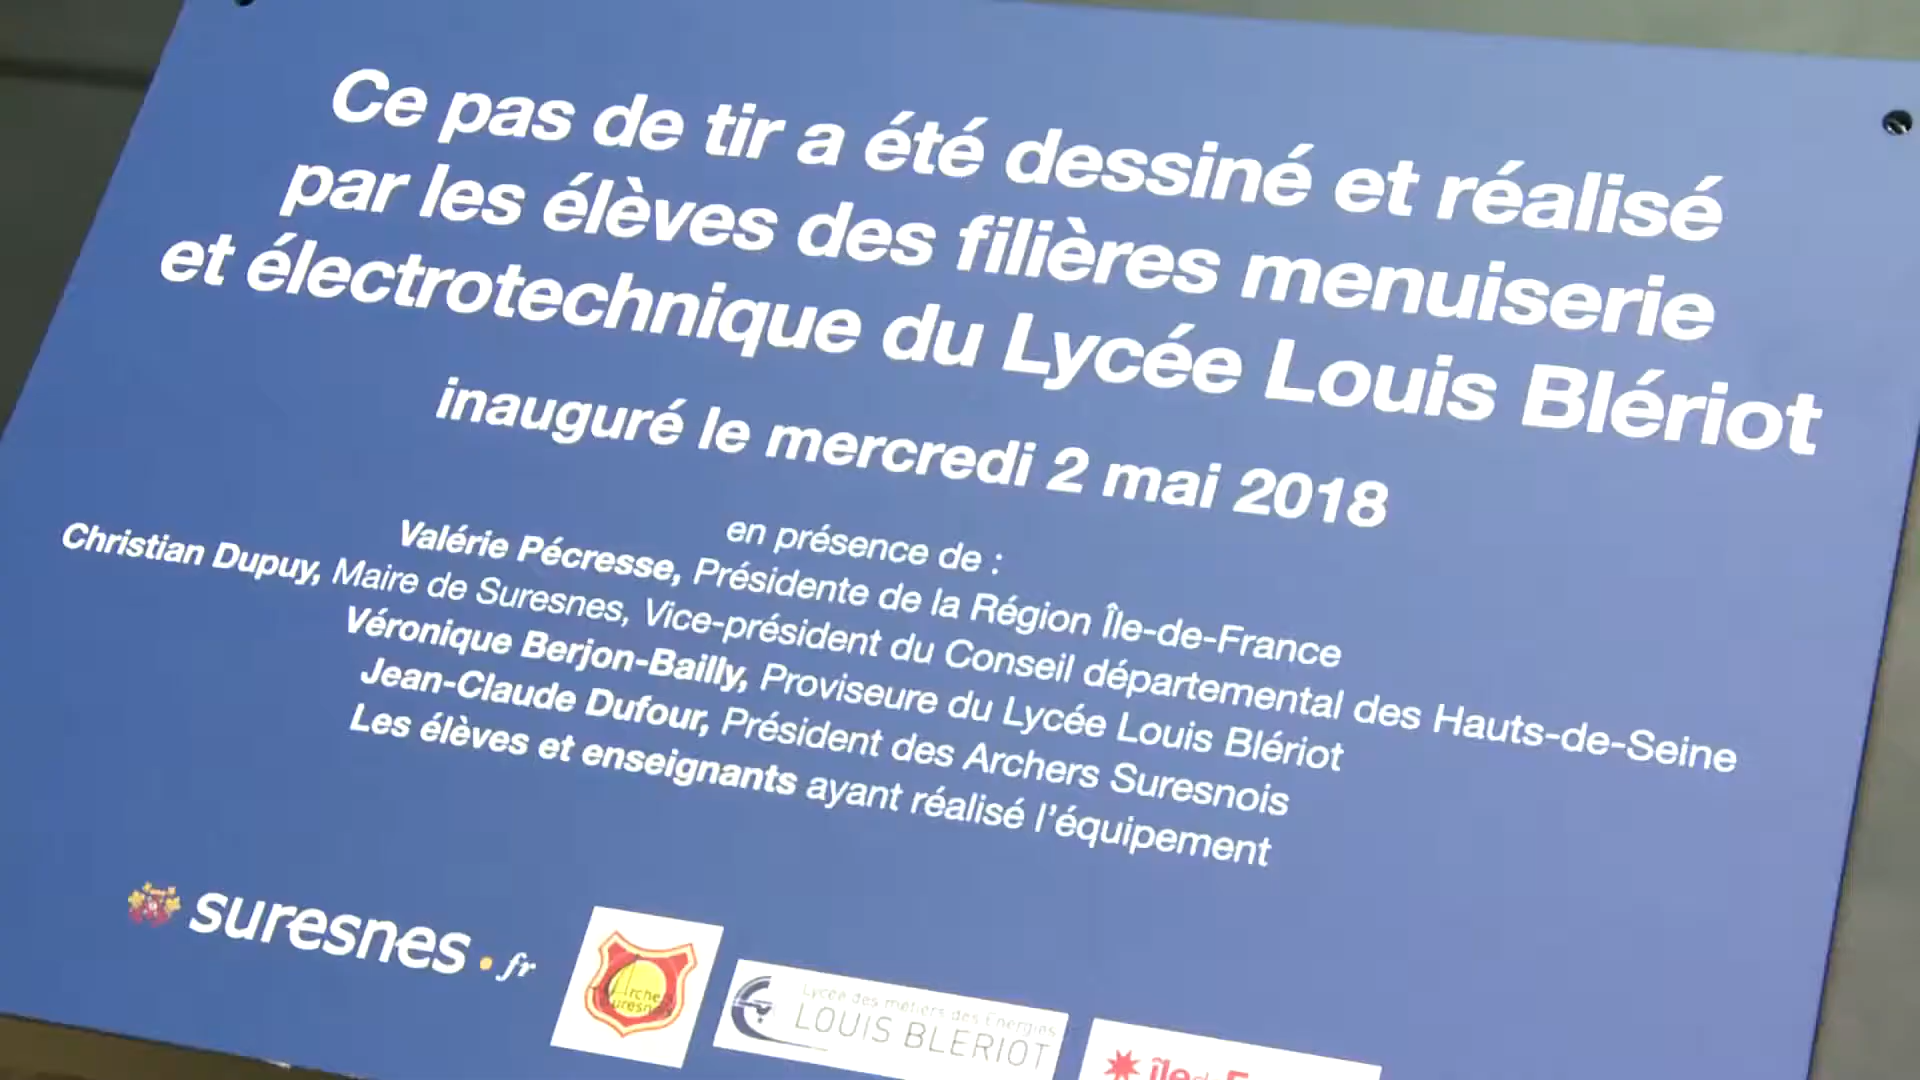 Ce pas de tir a été dessiné et réalisé
par les élèves des filières menuiserie
et électrotechnique du Lycée Louis Blériot
inauguré le mercredi 2 mai 2018
en présence de :
Valérie Pécresse, Présidente de la Région Île-de-France
Christian Dupuy, Maire de Suresnes, Vice-président du Conseil départemental des Hauts-de-Seine
Véronique Berjon-Bailly, Proviseure du Lycée Louis Blériot
Jean-Claude Dufour, Président des Archers Suresnois
Les élèves et enseignants ayant réalisé l'équipement
suresnes.fr
Lycée des métiers des Énergies
LOUIS BLERIOT
île